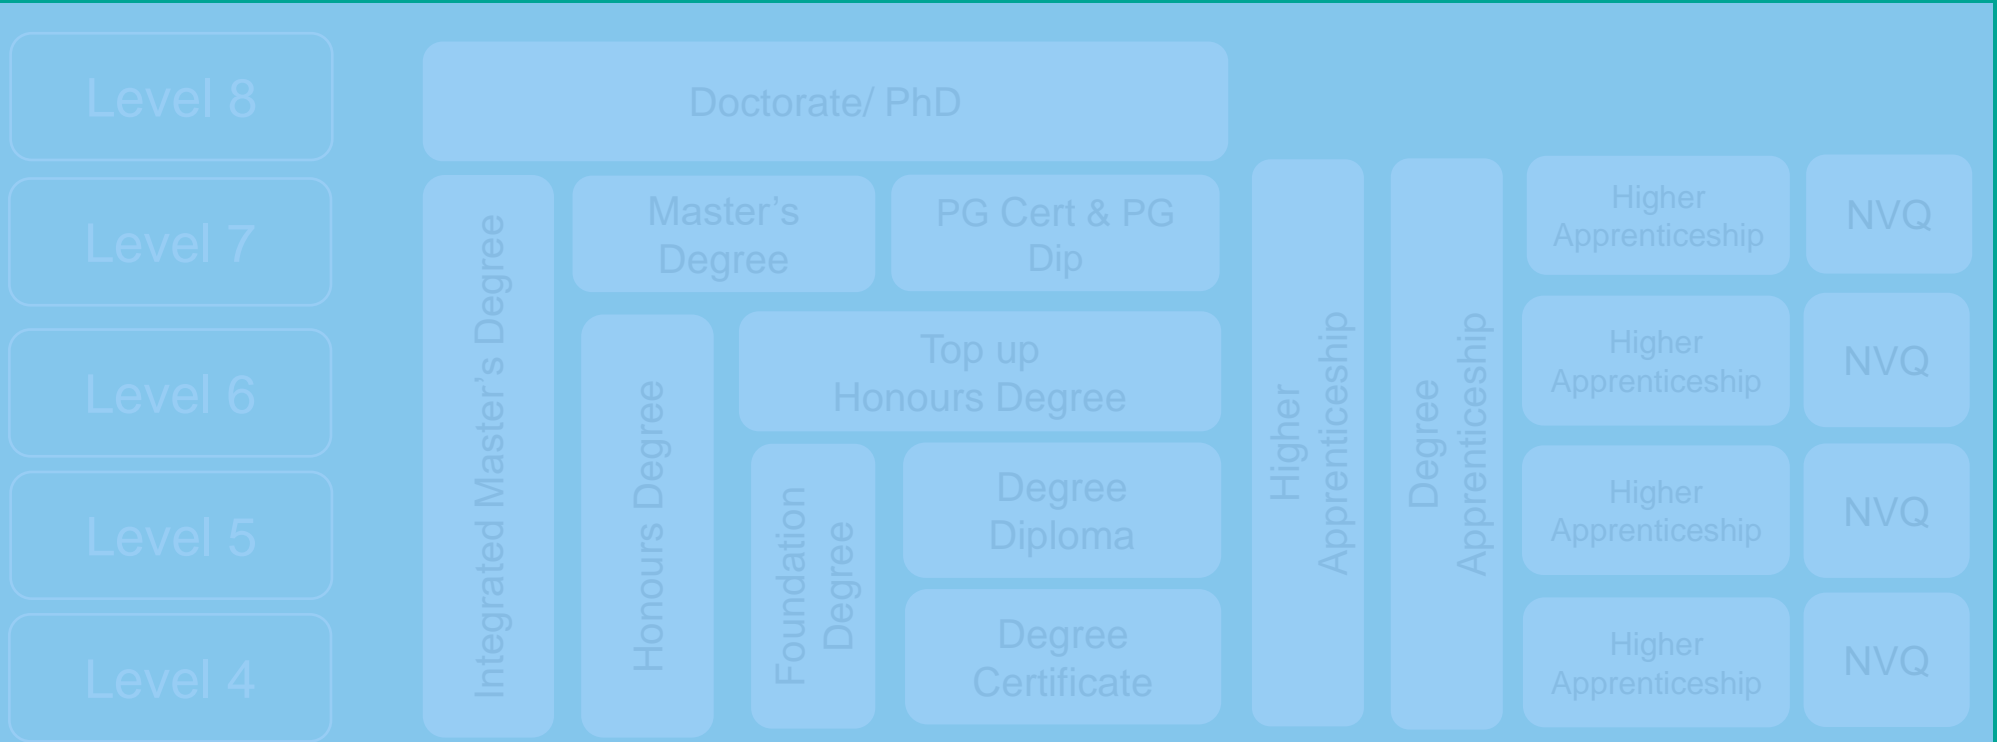 Level 8
Doctorate/ PhD
Level 7
Integrated Master's Degree
Master's
Degree
PG Cert & PG
Dip
Higher
Apprenticeship
Degree
Apprenticeship
Higher
Apprenticeship
NVQ
Level 6
Honours Degree
Top up
Honours Degree
Higher
Apprenticeship
NVQ
Level 5
Foundation
Degree
Degree
Diploma
Higher
Apprenticeship
NVQ
Level 4
Degree
Certificate
Higher
Apprenticeship
NVQ